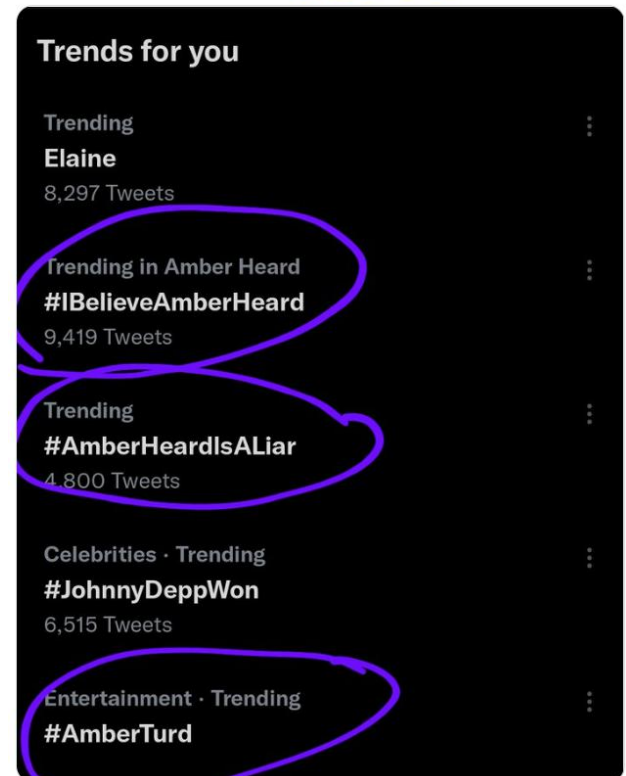 Trends for you
Trending
Elaine
8,297 Tweets
Trending in Amber Heard
#IBelieveAmberHeard
9,419 Tweets
Trending
#AmberHeardIsALiar
4,800 Tweets
Celebrities · Trending
#JohnnyDeppWon
6,515 Tweets
Entertainment · Trending
#AmberTurd